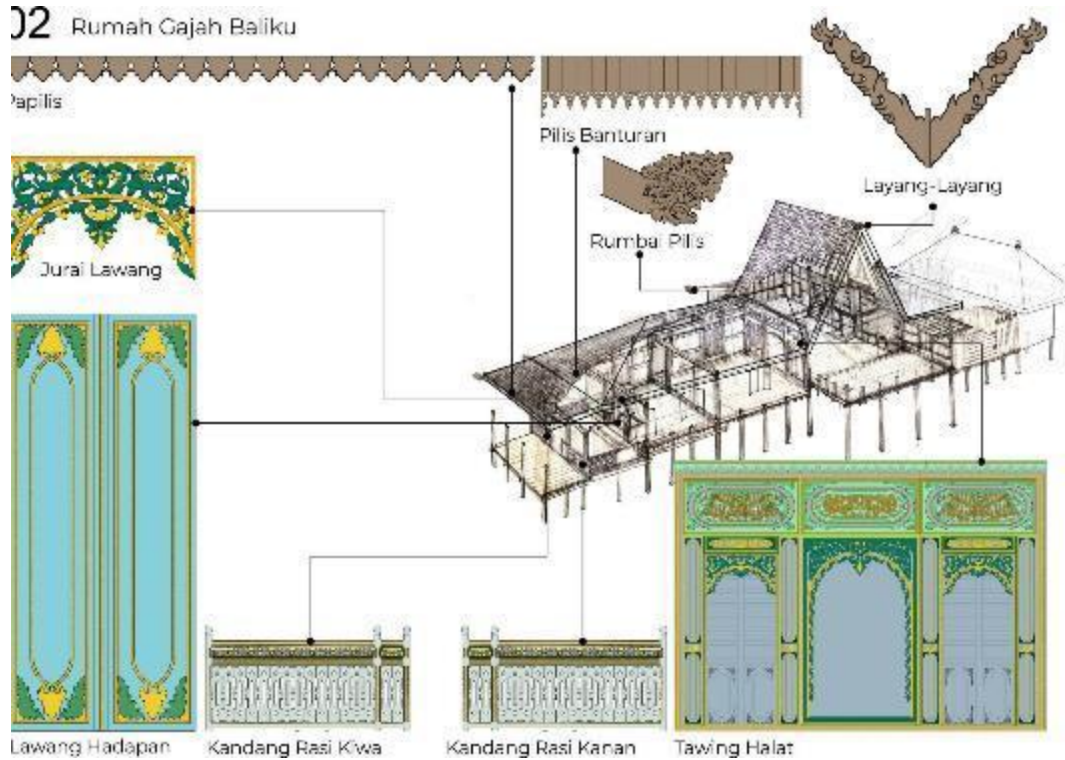 02 Rumah Gajah Baliku
Papilis
Pilis Banturan
Layang-Layang
Rumbai Pilis
Jurai Lawang
Lawang Hadapan
Kandang Rasi Kiwa
Kandang Rasi Kanan
Tawing Halat